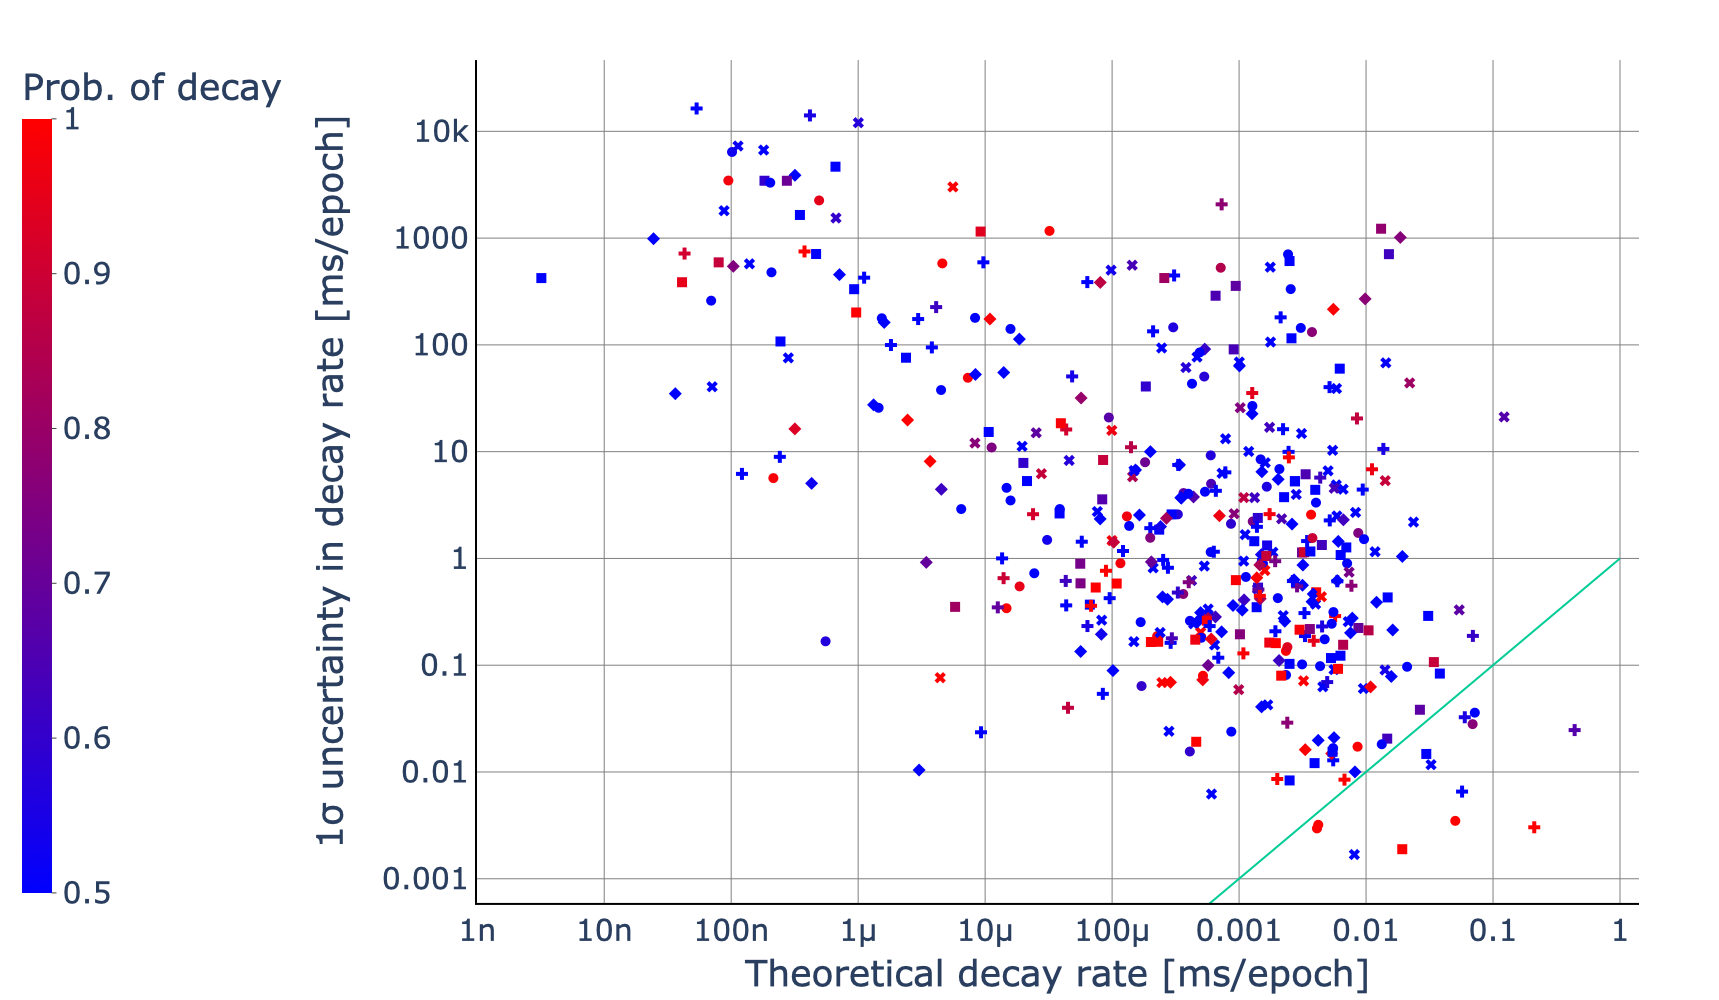 Prob. of decay
1
0.9
0.8
0.7
0.6
0.5
1σ uncertainty in decay rate [ms/epoch]
10k
1000
100
10
1
0.1
0.01
0.001
1n 10n 100n 1μ 10μ 100μ 0.001 0.01 0.1 1
Theoretical decay rate [ms/epoch]